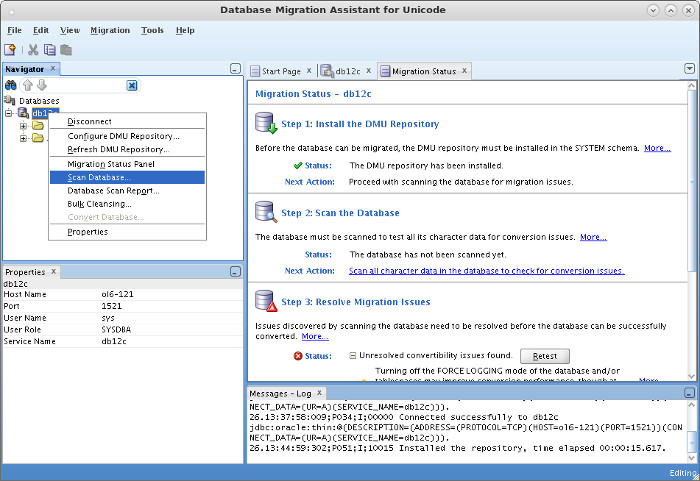 Database Migration Assistant for Unicode
File Edit View Migration Tools Help
Navigator x
Databases
db12c
Disconnect
Configure DMU Repository...
Refresh DMU Repository...
Migration Status Panel
Scan Database...
Database Scan Report...
Bulk Cleansing...
Convert Database...
Properties
Properties x
db12c
Host Name ol6-121
Port 1521
User Name sys
User Role SYSDBA
Service Name db12c
Start Page x db12c x Migration Status x
Migration Status - db12c
Step 1: Install the DMU Repository
Before the database can be migrated, the DMU repository must be installed in the SYSTEM schema. More...
Status: The DMU repository has been installed.
Next Action: Proceed with scanning the database for migration issues.
Step 2: Scan the Database
The database must be scanned to test all its character data for conversion issues. More...
Status: The database has not been scanned yet.
Next Action: Scan all character data in the database to check for conversion issues.
Step 3: Resolve Migration Issues
Issues discovered by scanning the database need to be resolved before the database can be successfully
converted. More...
Status: Unresolved convertibility issues found. Retest
Turning off the FORCE LOGGING mode of the database and/or
tablespaces may improve conversion performance, though at More...
Messages - Log x
NECT_DATA=(UR=A)(SERVICE_NAME=db12c))).
26.13:37:58:009;P034;I;00000 Connected successfully to db12c
jdbc:oracle:thin:@(DESCRIPTION=(ADDRESS=(PROTOCOL=TCP)(HOST=ol6-121)(PORT=1521))(CON
NECT_DATA=(UR=A)(SERVICE_NAME=db12c))).
26.13:44:59:302;P051;I;10015 Installed the repository, time elapsed 00:00:15.617.
Editing